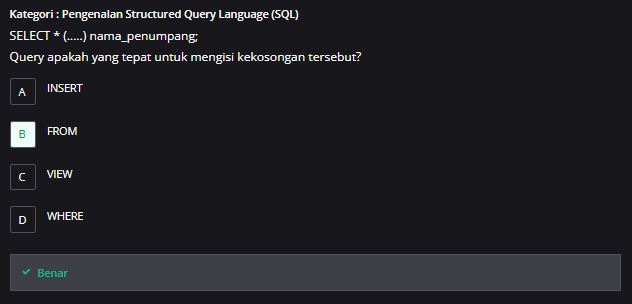 Kategori : Pengenalan Structured Query Language (SQL)
SELECT * (.....) nama_penumpang;
Query apakah yang tepat untuk mengisi kekosongan tersebut?
A INSERT
B FROM
C VIEW
D WHERE
✔ Benar